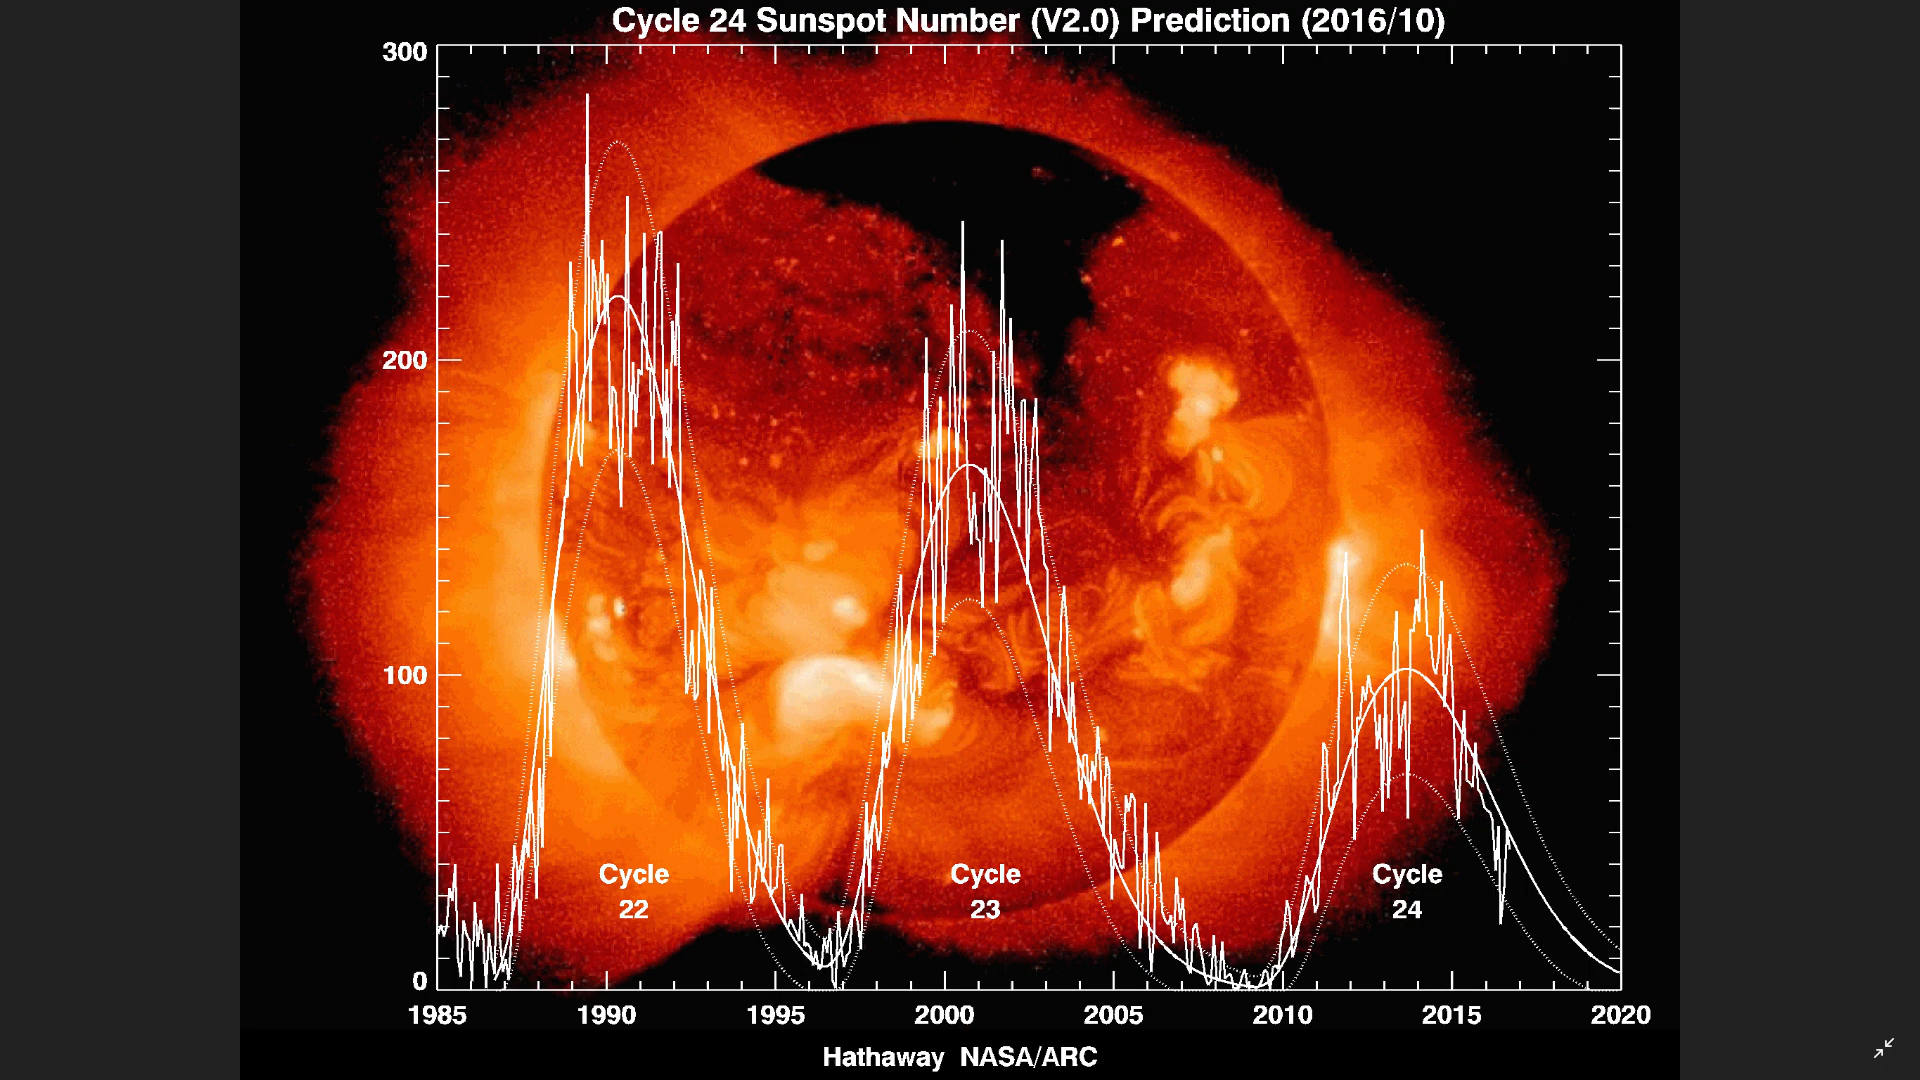 Cycle 24 Sunspot Number (V2.0) Prediction (2016/10)
300
200
100
0
Cycle
22
Cycle
23
Cycle
24
1985 1990 1995 2000 2005 2010 2015 2020
Hathaway NASA/ARC